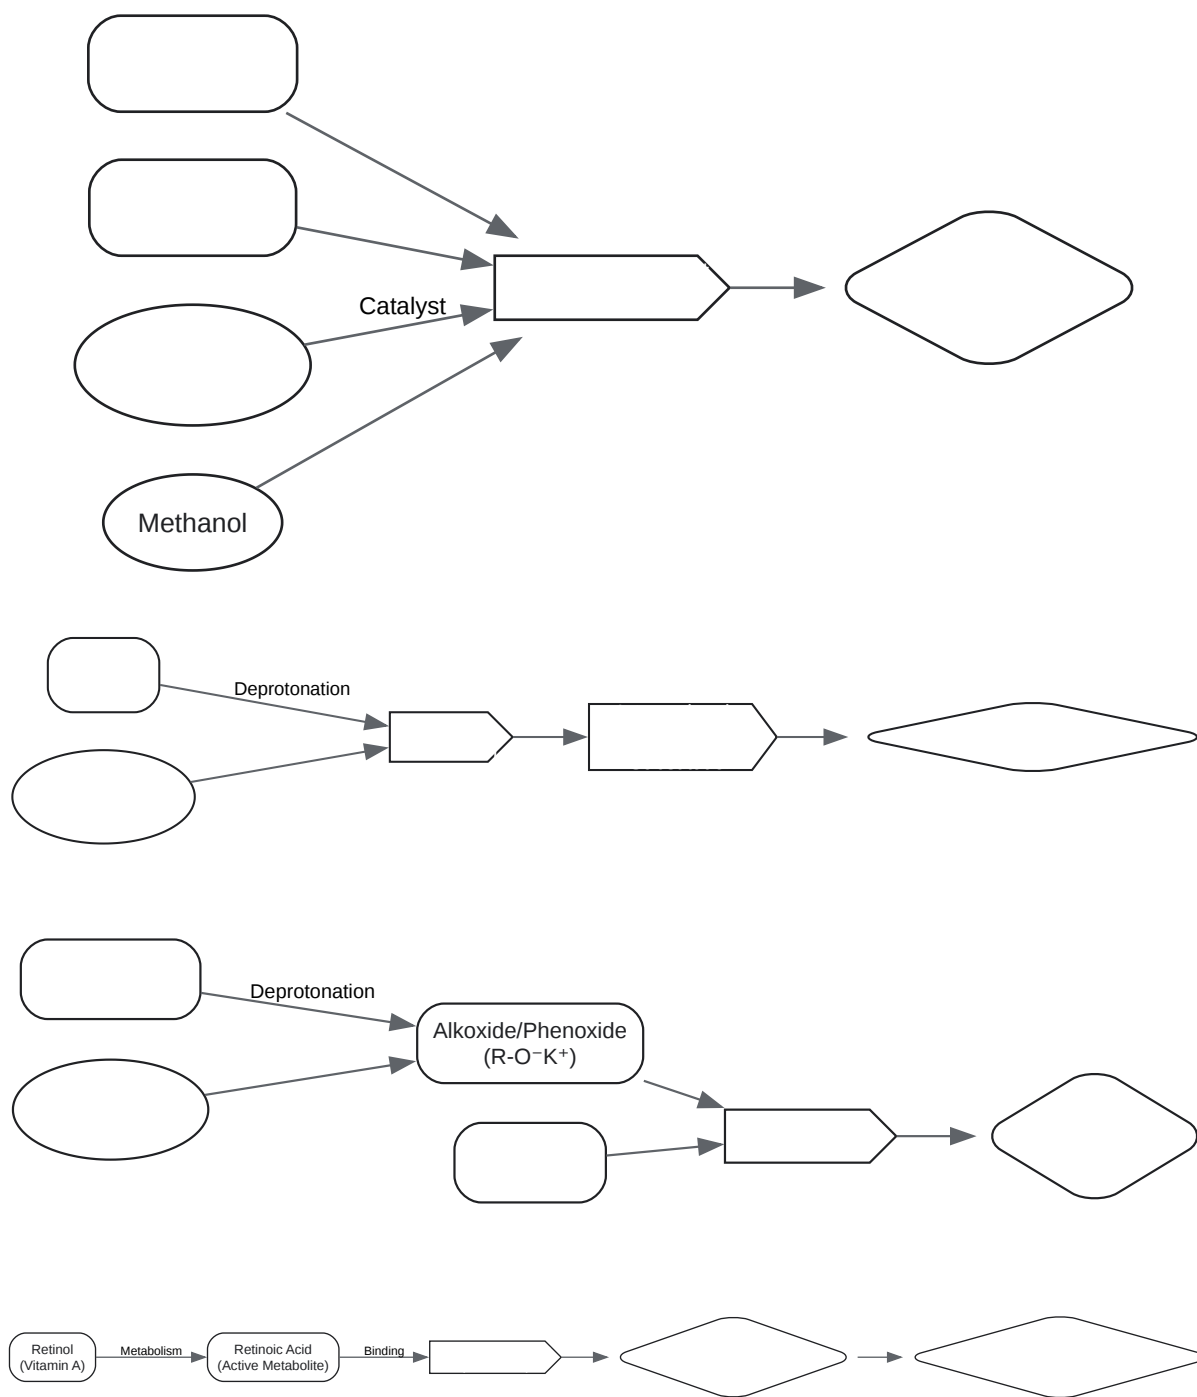 Catalyst
Methanol
Deprotonation
Deprotonation
Alkoxide/Phenoxide
(R-O⁻K⁺)
Retinol
(Vitamin A)
Metabolism
Retinoic Acid
(Active Metabolite)
Binding